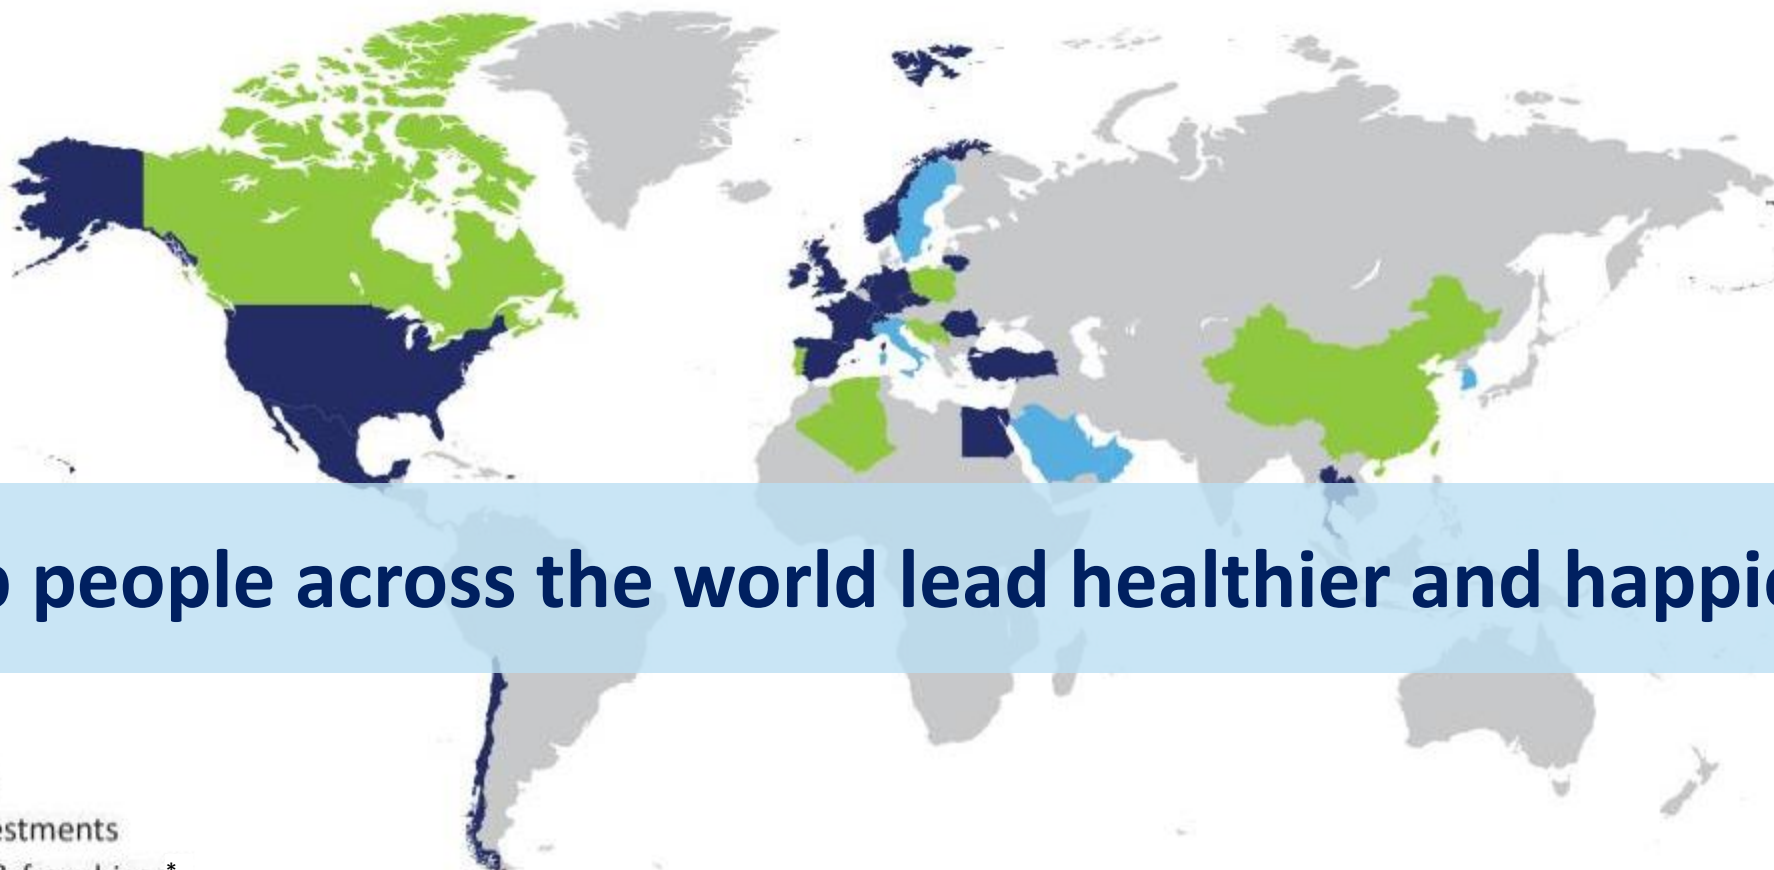 people across the world lead healthier and happi
estments
*